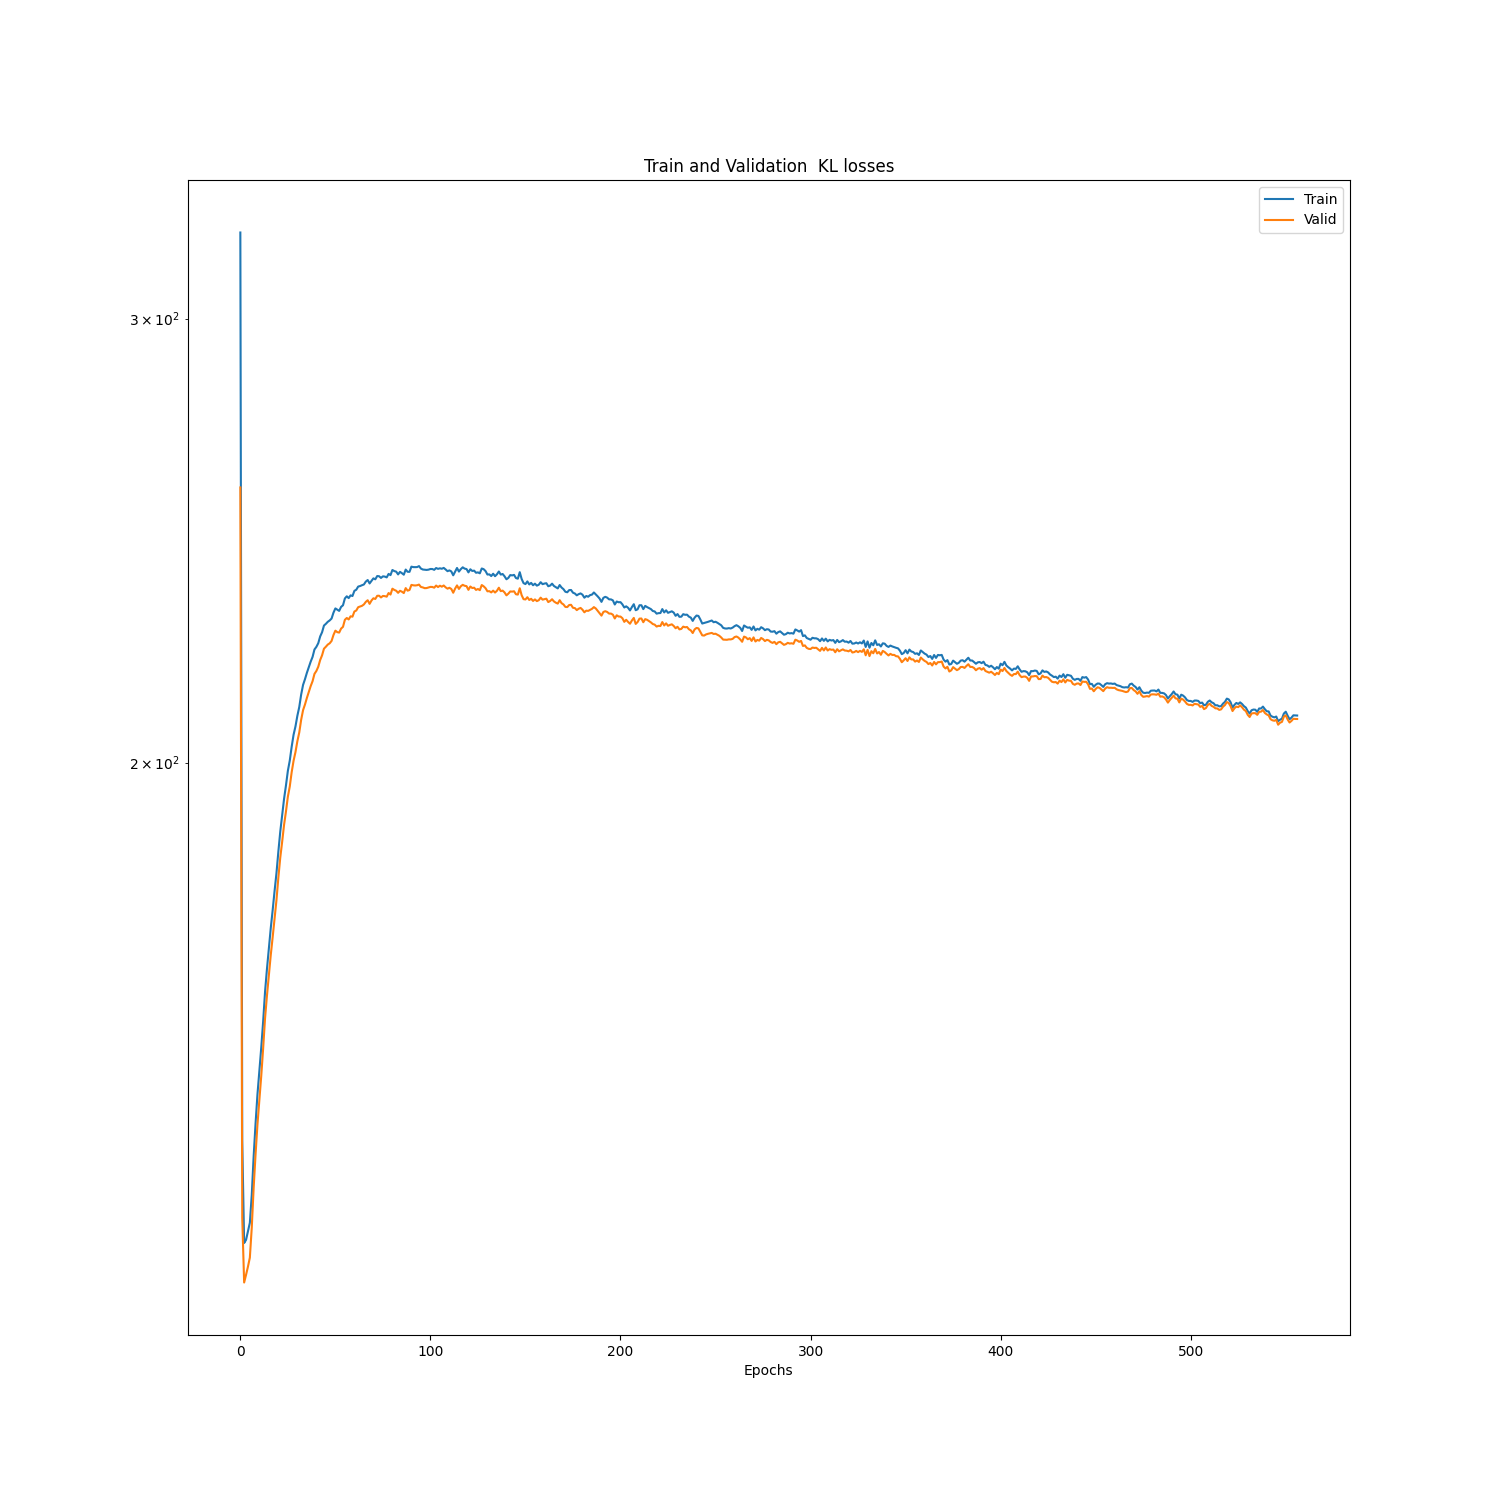 Train and Validation  KL losses
Train
Valid
3 × 10²
2 × 10²
0 100 200 300 400 500
Epochs